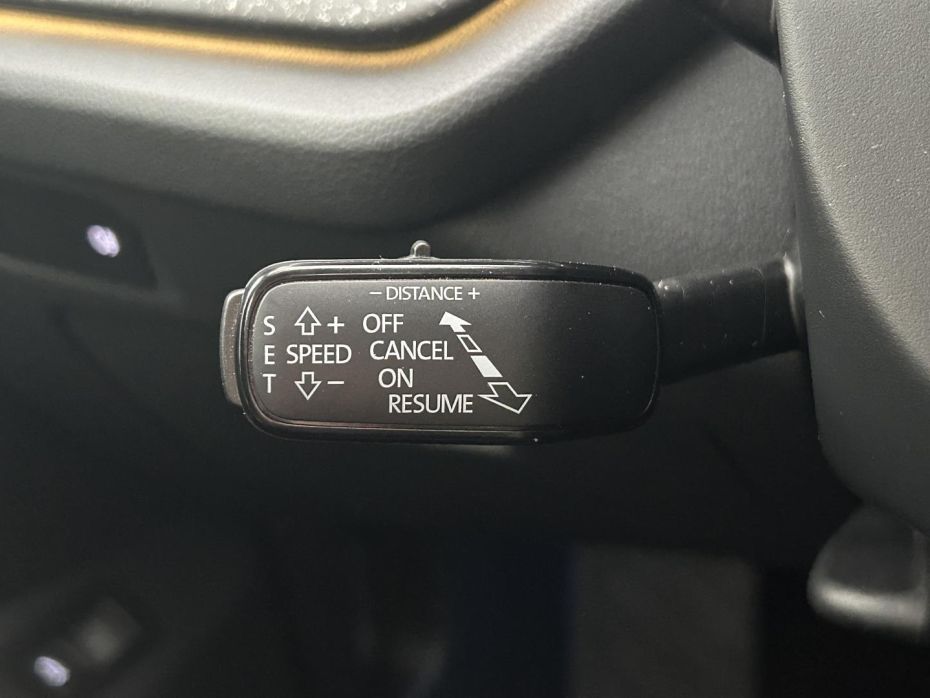 - DISTANCE +
S + OFF
E SPEED CANCEL
T - ON
RESUME